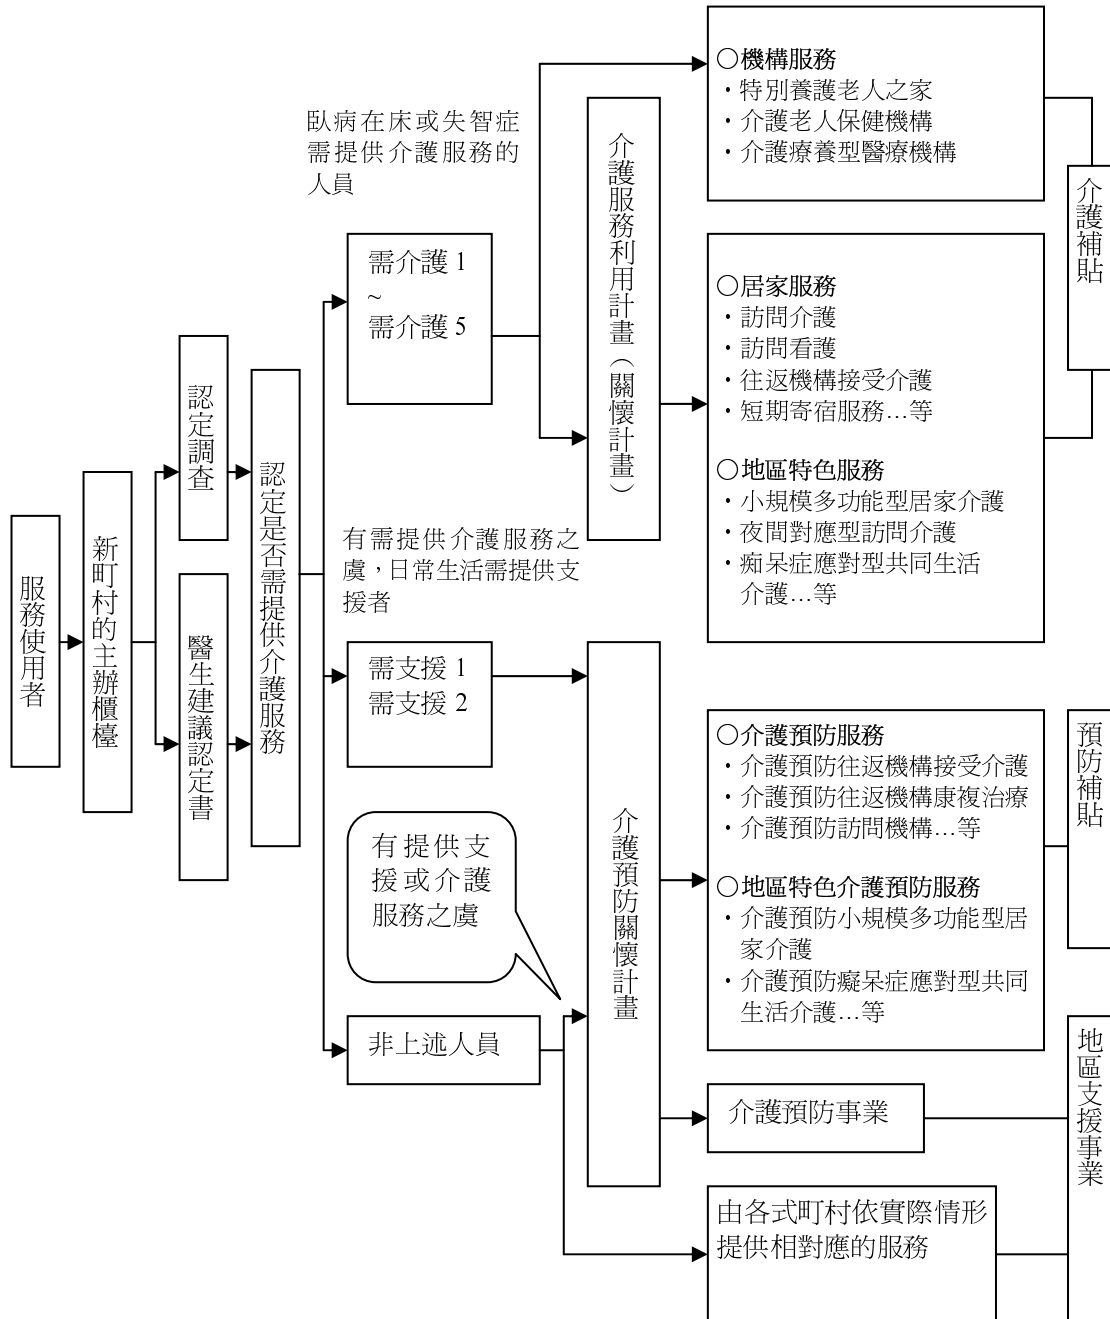 服務使用者
新町村的主辦櫃檯
認定調查
醫生建議認定書
認定是否需提供介護服務
臥病在床或失智症
需提供介護服務的
人員
需介護 1
~
需介護 5
有需提供介護服務之
虞，日常生活需提供支
援者
需支援 1
需支援 2
有提供支
援或介護
服務之虞
非上述人員
介護服務利用計畫（關懷計畫）
介護預防關懷計畫
○機構服務
・特別養護老人之家
・介護老人保健機構
・介護療養型醫療機構
○居家服務
・訪問介護
・訪問看護
・往返機構接受介護
・短期寄宿服務…等
○地區特色服務
・小規模多功能型居家介護
・夜間對應型訪問介護
・痴呆症應對型共同生活
介護…等
○介護預防服務
・介護預防往返機構接受介護
・介護預防往返機構康複治療
・介護預防訪問機構…等
○地區特色介護預防服務
・介護預防小規模多功能型居
家介護
・介護預防癡呆症應對型共同
生活介護…等
介護預防事業
由各式町村依實際情形
提供相對應的服務
介護補貼
預防補貼
地區支援事業